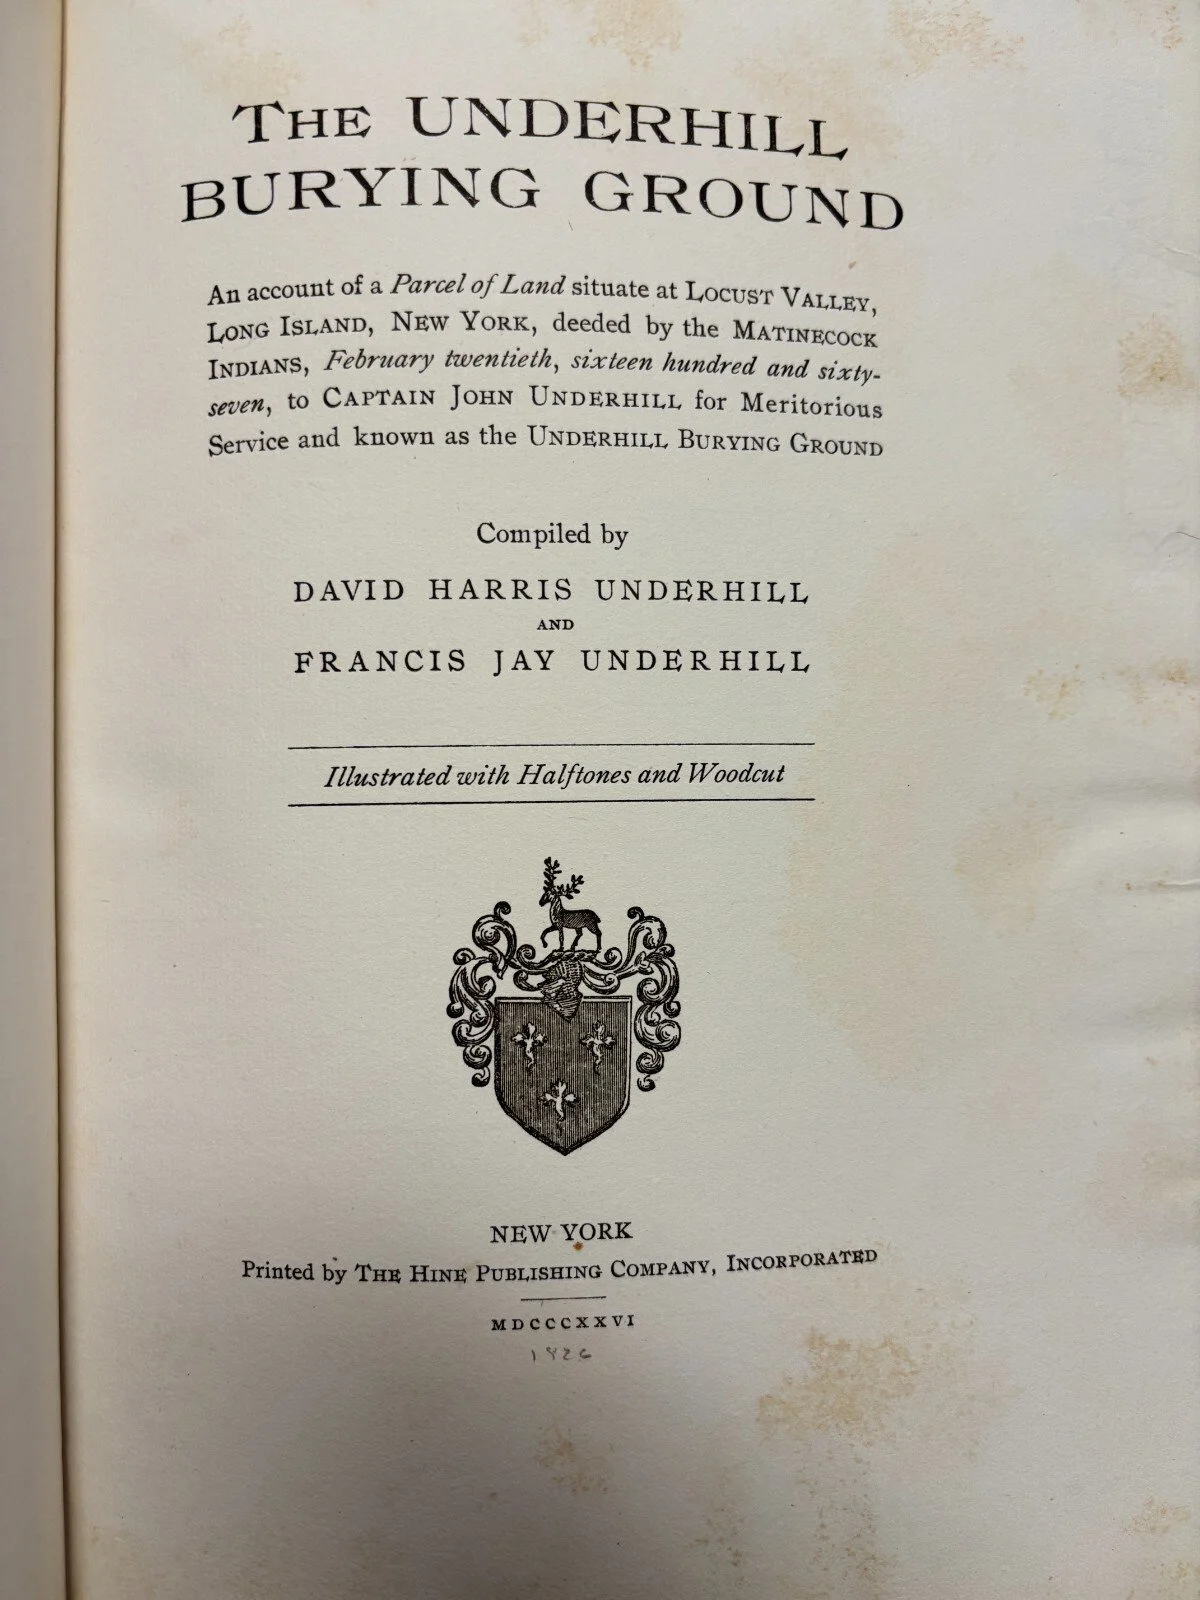 THE UNDERHILL
BURYING GROUND
An account of a Parcel of Land situate at LOCUST VALLEY,
LONG ISLAND, NEW YORK, deeded by the MATINECOCK
INDIANS, February twentieth, sixteen hundred and sixty-
seven, to CAPTAIN JOHN UNDERHILL for Meritorious
Service and known as the UNDERHILL BURYING GROUND
Compiled by
DAVID HARRIS UNDERHILL
AND
FRANCIS JAY UNDERHILL
Illustrated with Halftones and Woodcut
NEW YORK
Printed by THE HINE PUBLISHING COMPANY, INCORPORATED
MDCCCXXVI
1826